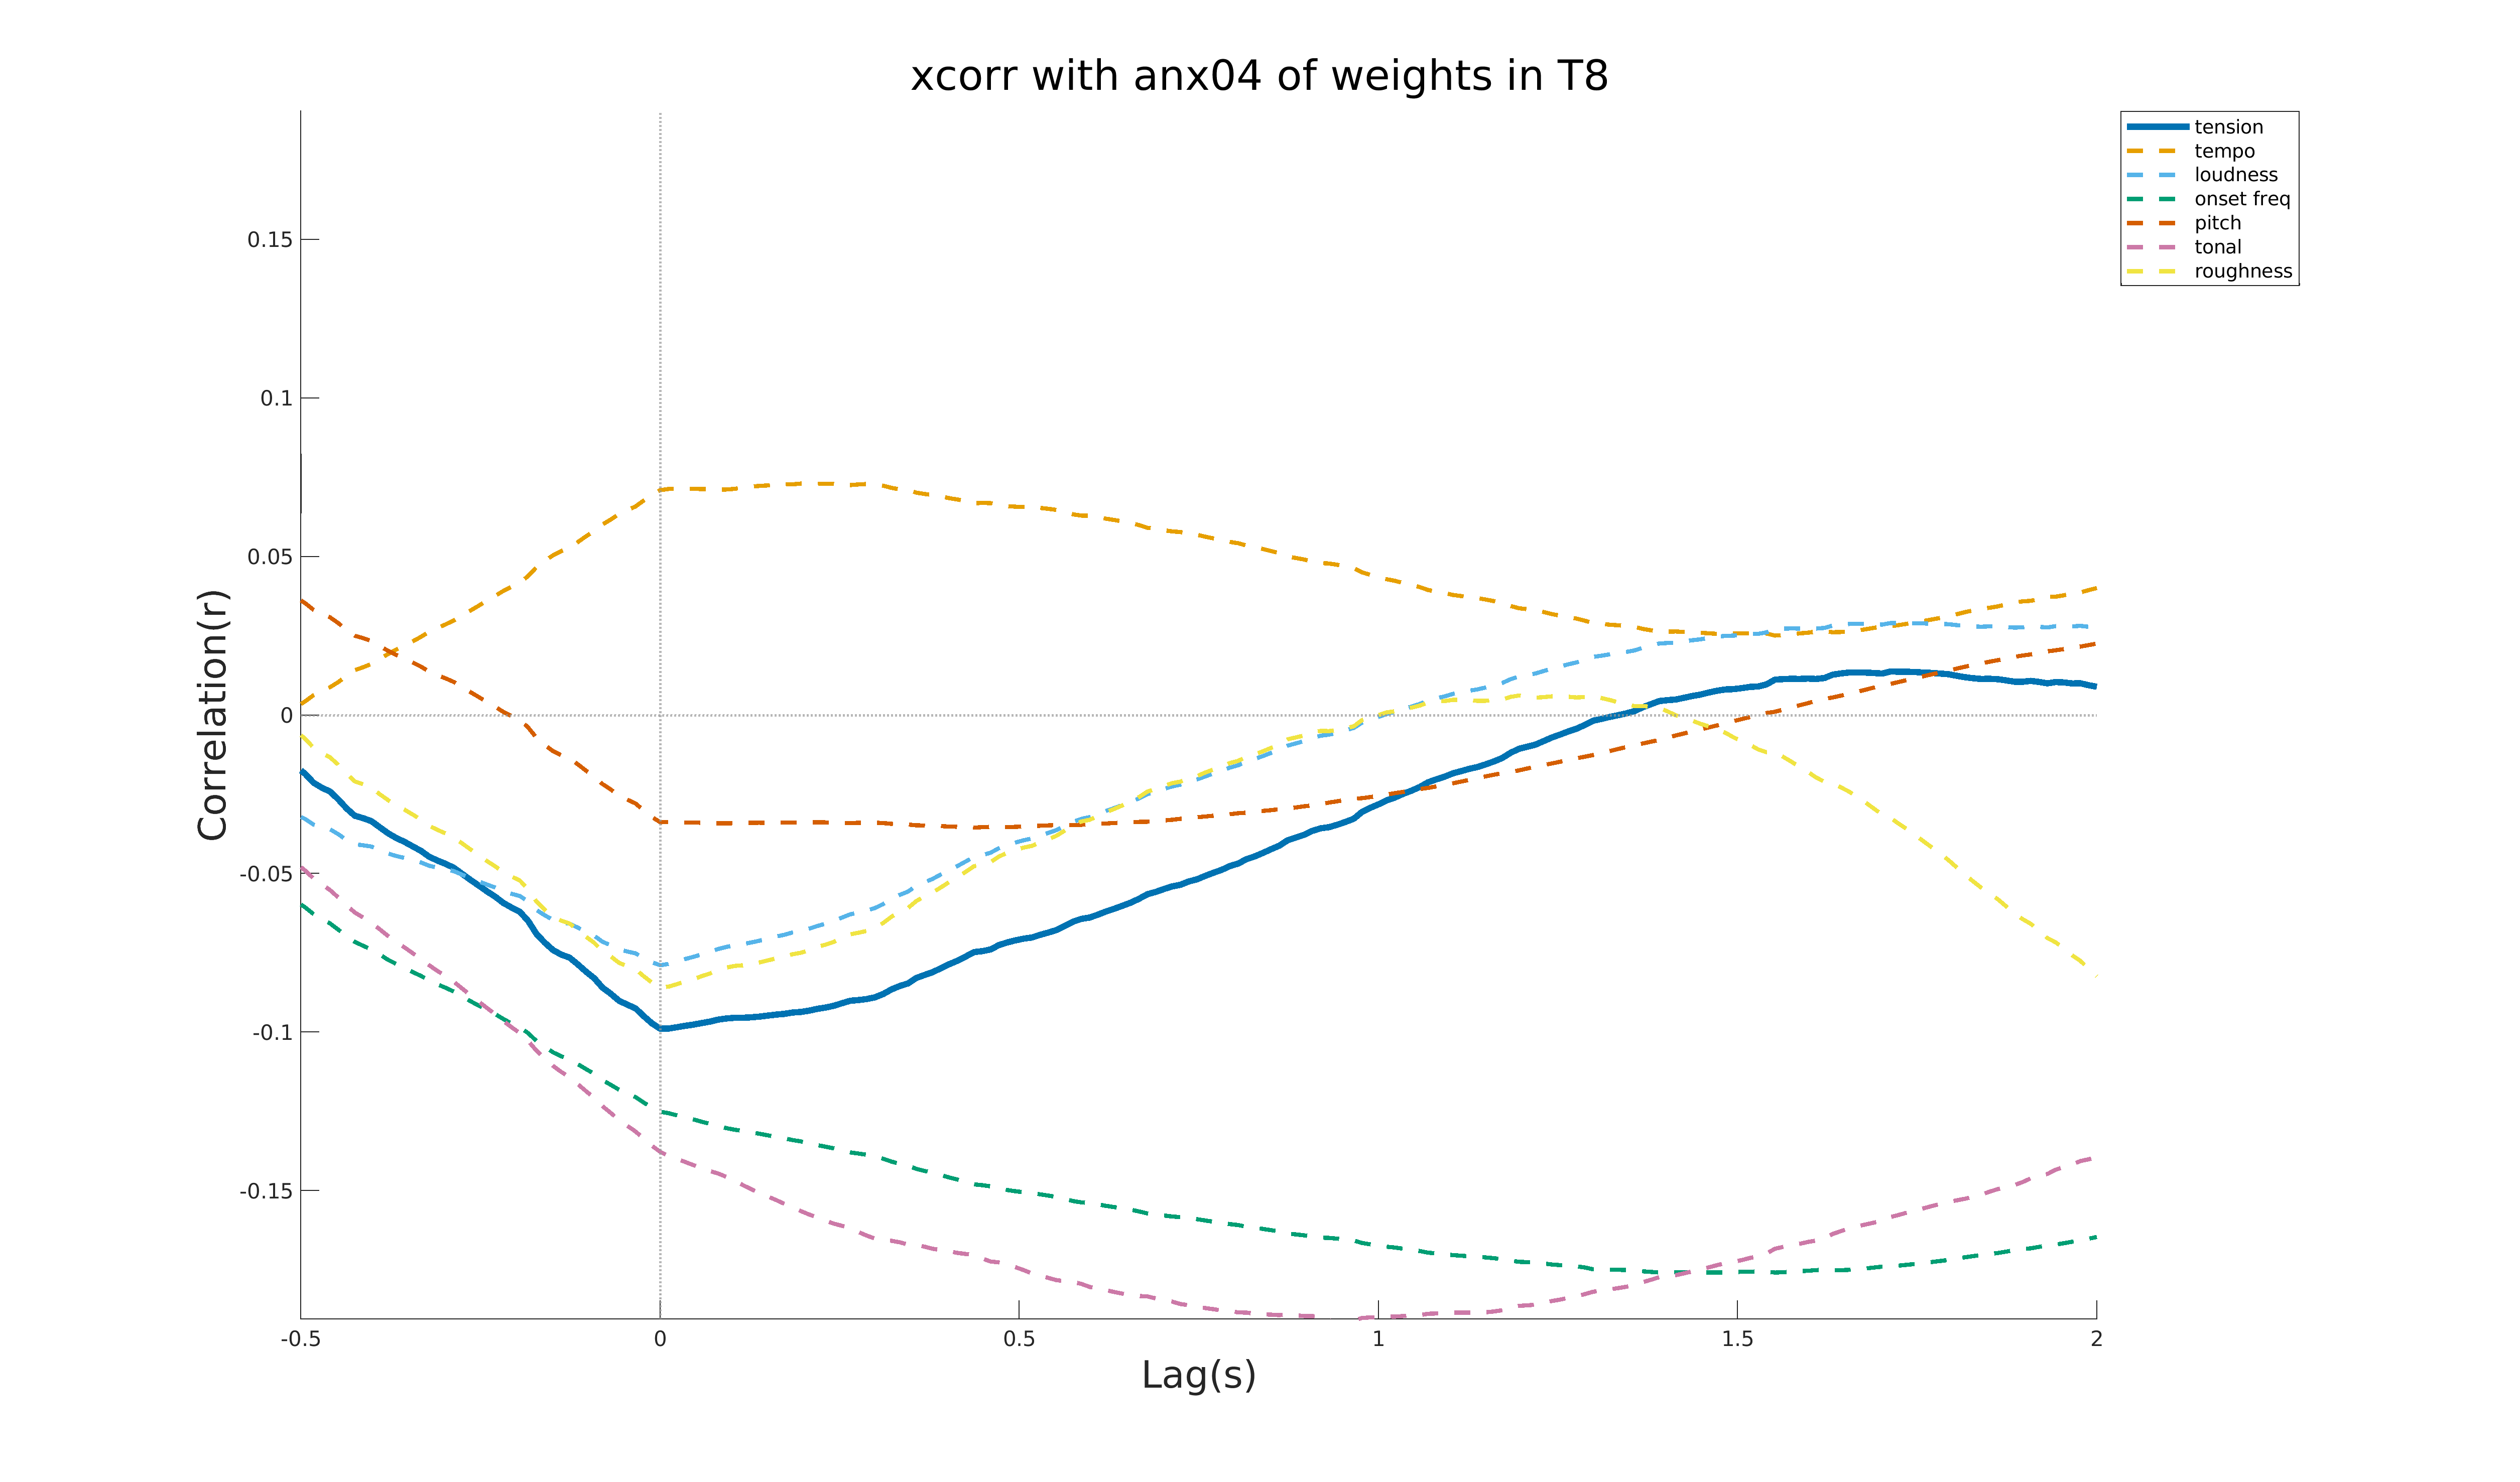 xcorr with anx04 of weights in T8
tension
tempo
loudness
onset freq
pitch
tonal
roughness
0.15
0.1
0.05
0
-0.05
-0.1
-0.15
Correlation(r)
-0.5
0
0.5
1
1.5
2
Lag(s)